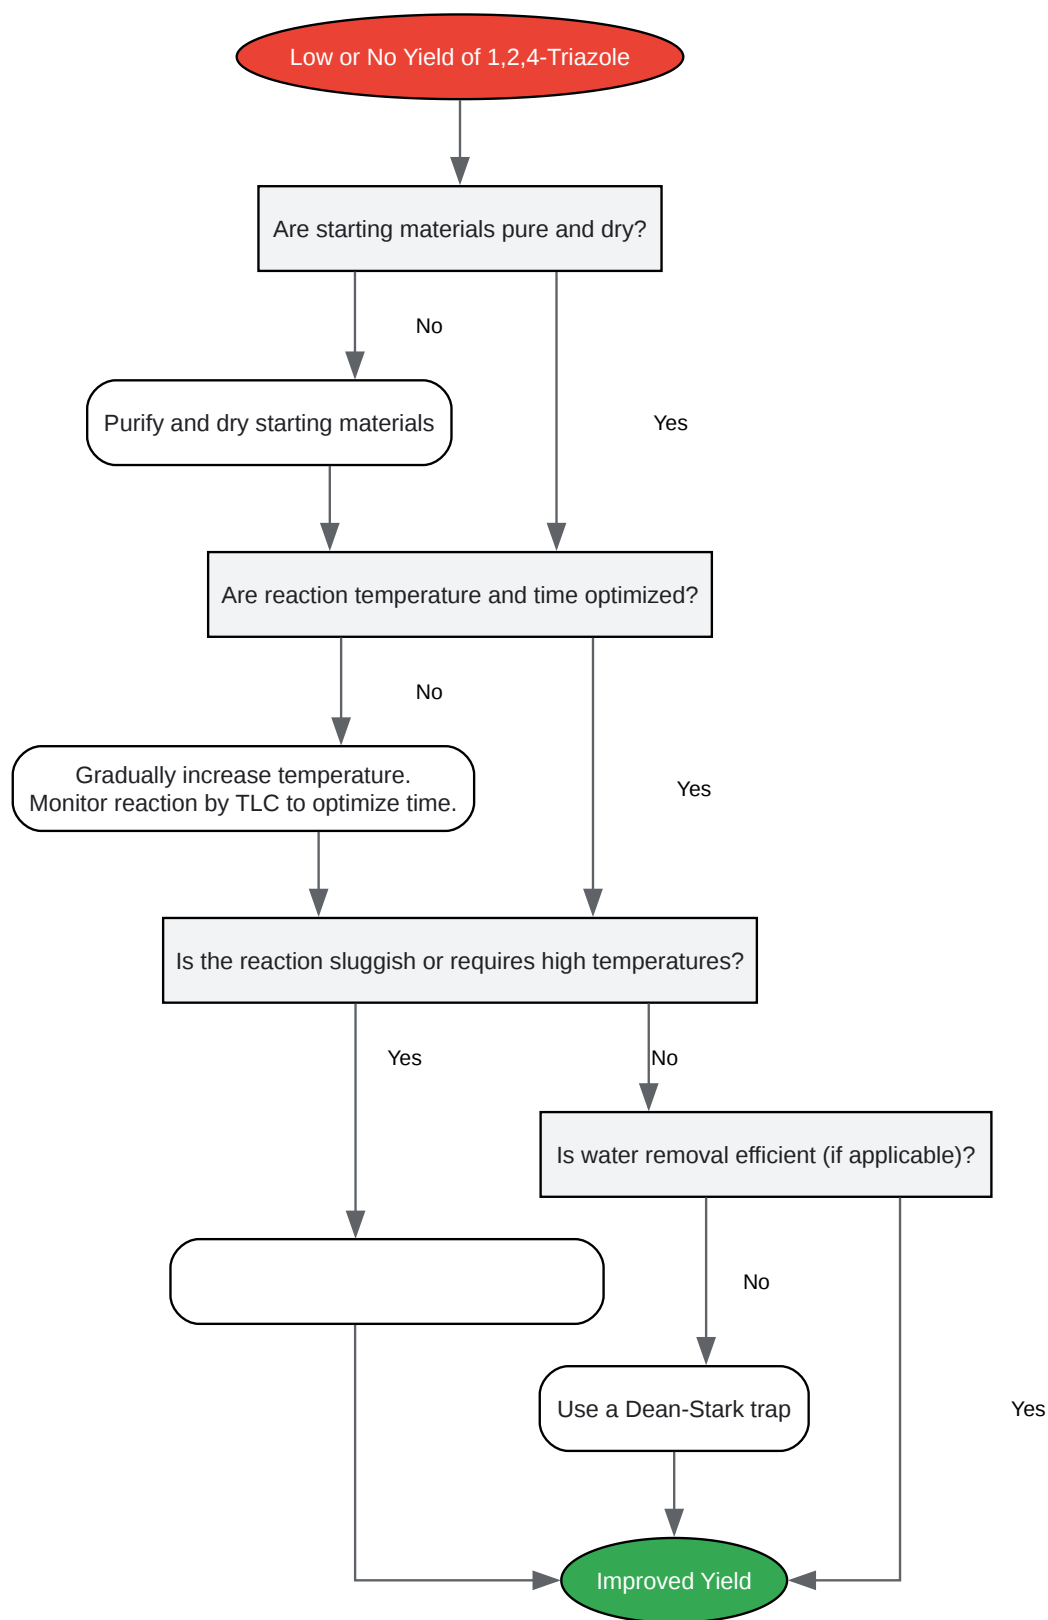 Low or No Yield of 1,2,4-Triazole
Are starting materials pure and dry?
No
Purify and dry starting materials
Yes
Are reaction temperature and time optimized?
No
Gradually increase temperature.
Monitor reaction by TLC to optimize time.
Yes
Is the reaction sluggish or requires high temperatures?
Yes
No
Is water removal efficient (if applicable)?
No
Use a Dean-Stark trap
Yes
Improved Yield